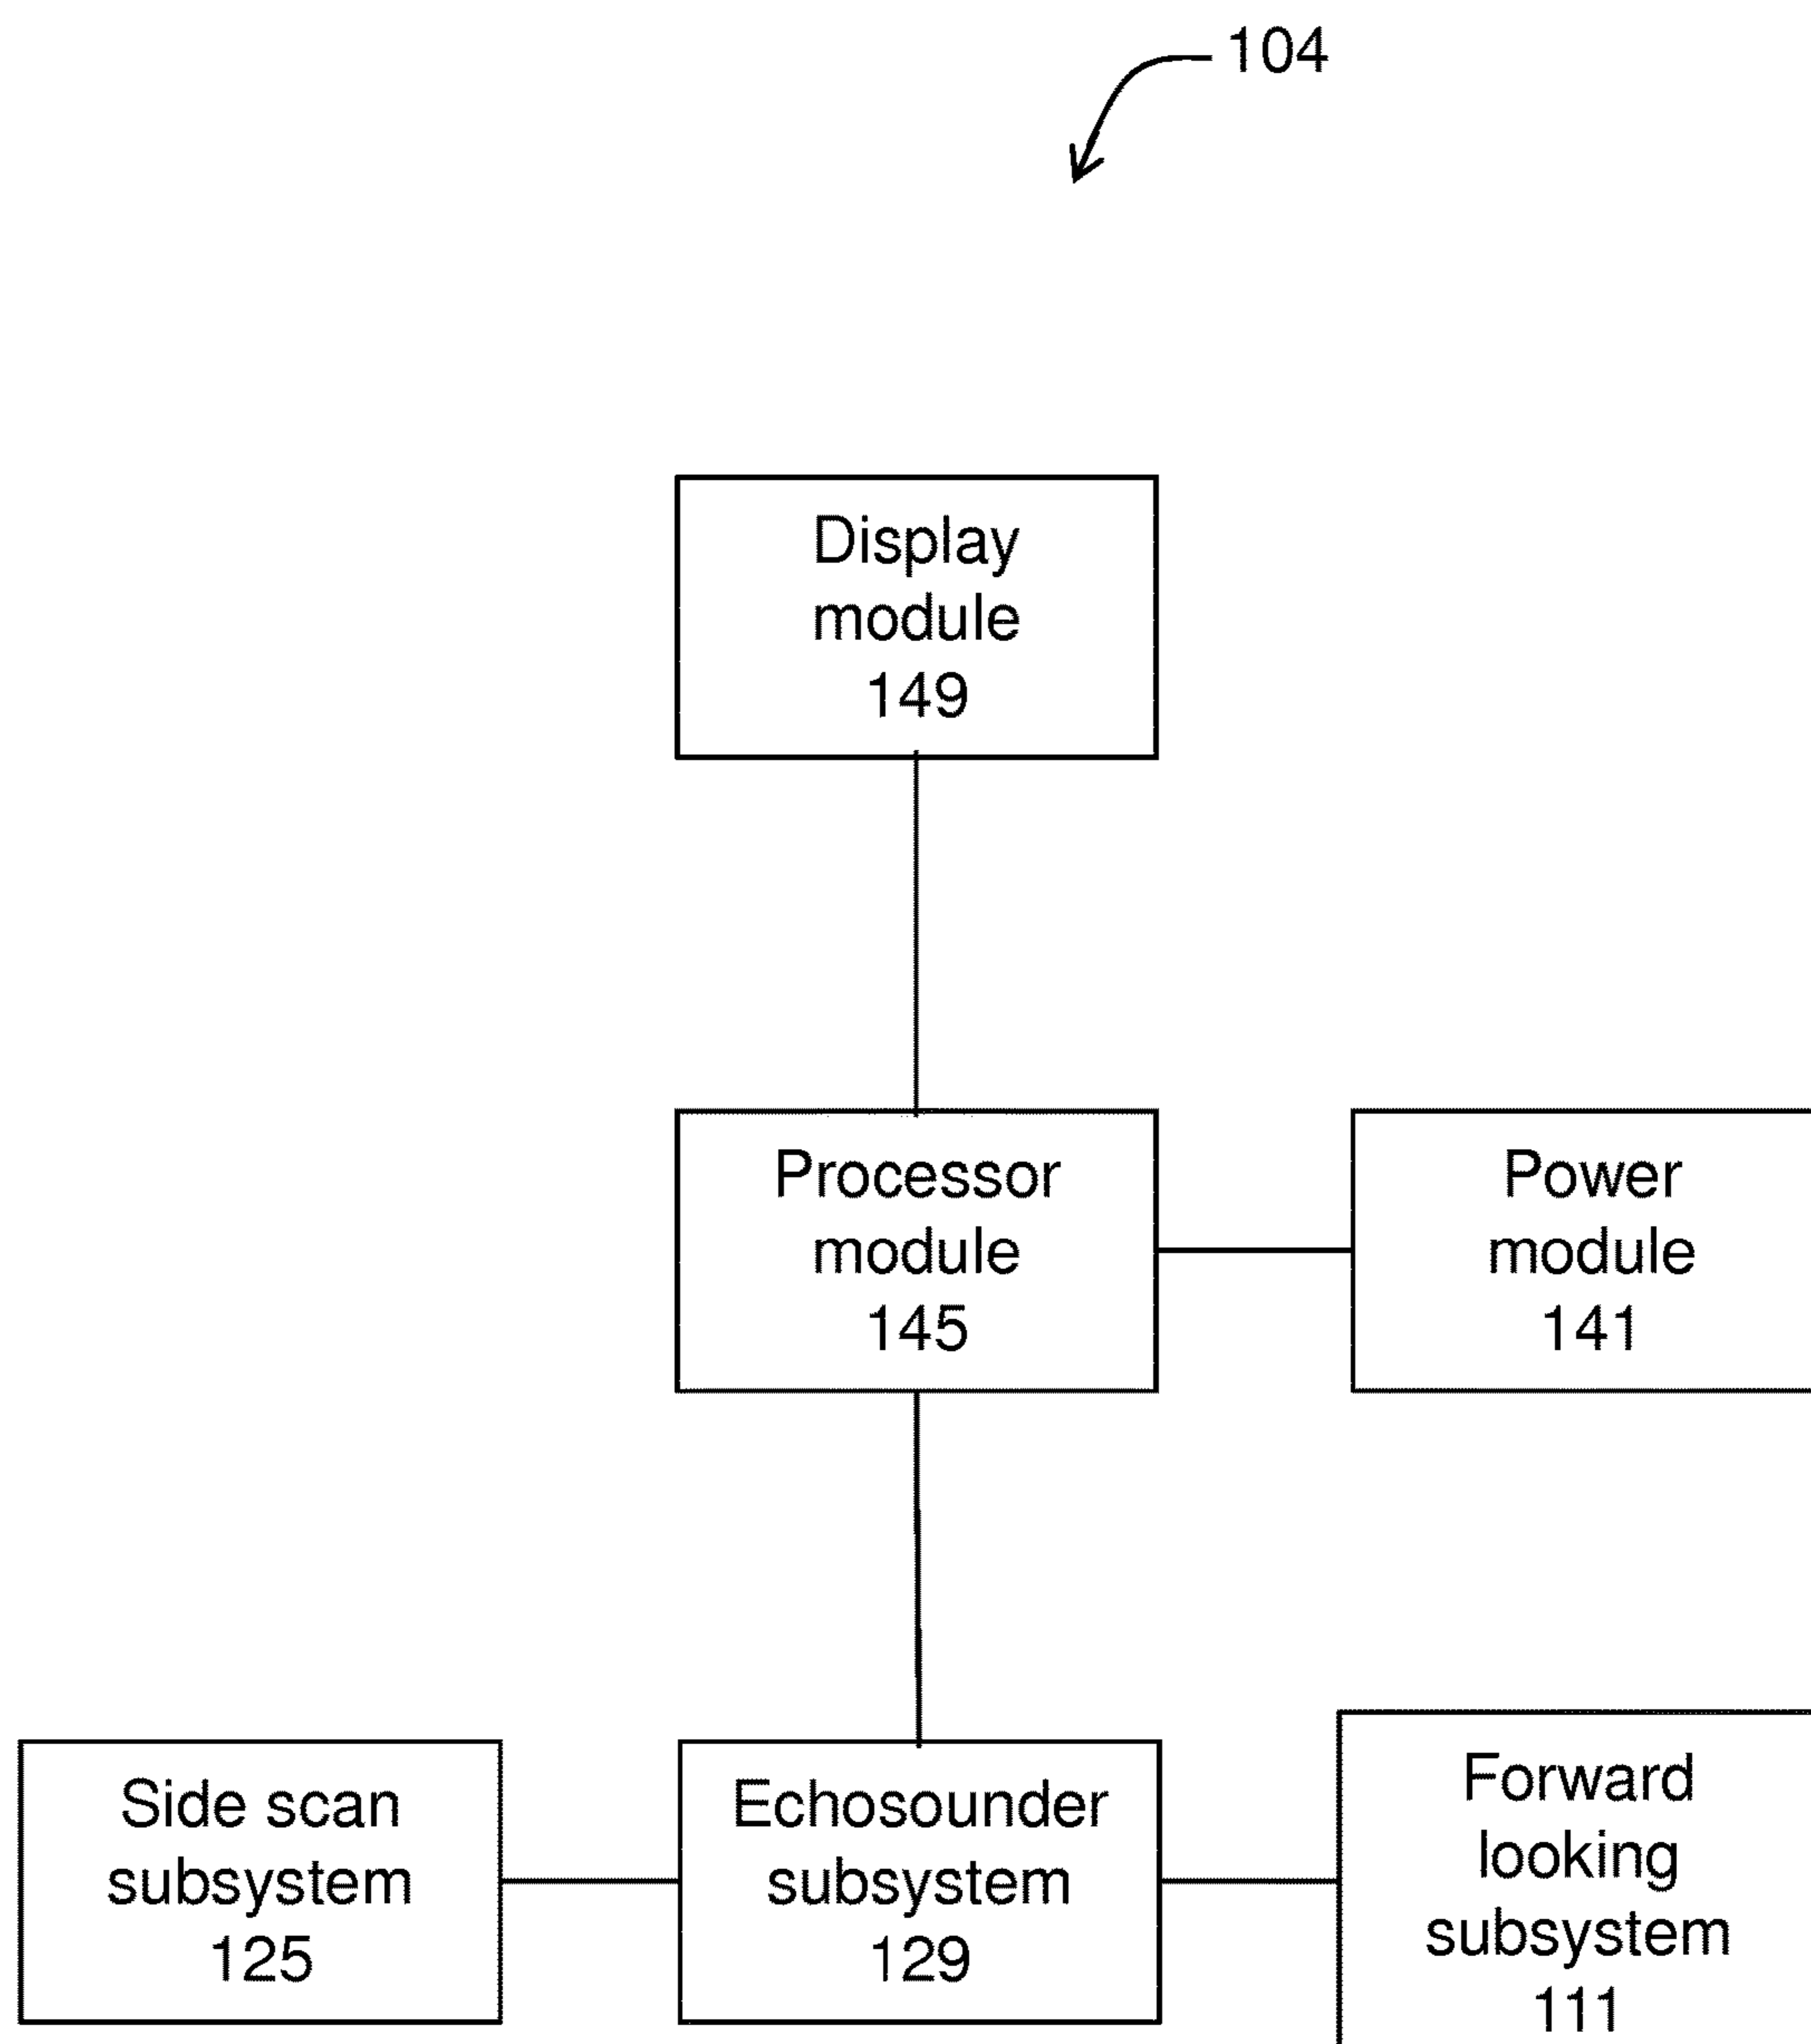 104
Display
module
149
Processor
module
145
Power
module
141
Side scan
subsystem
125
Echosounder
subsystem
129
Forward
looking
subsystem
111